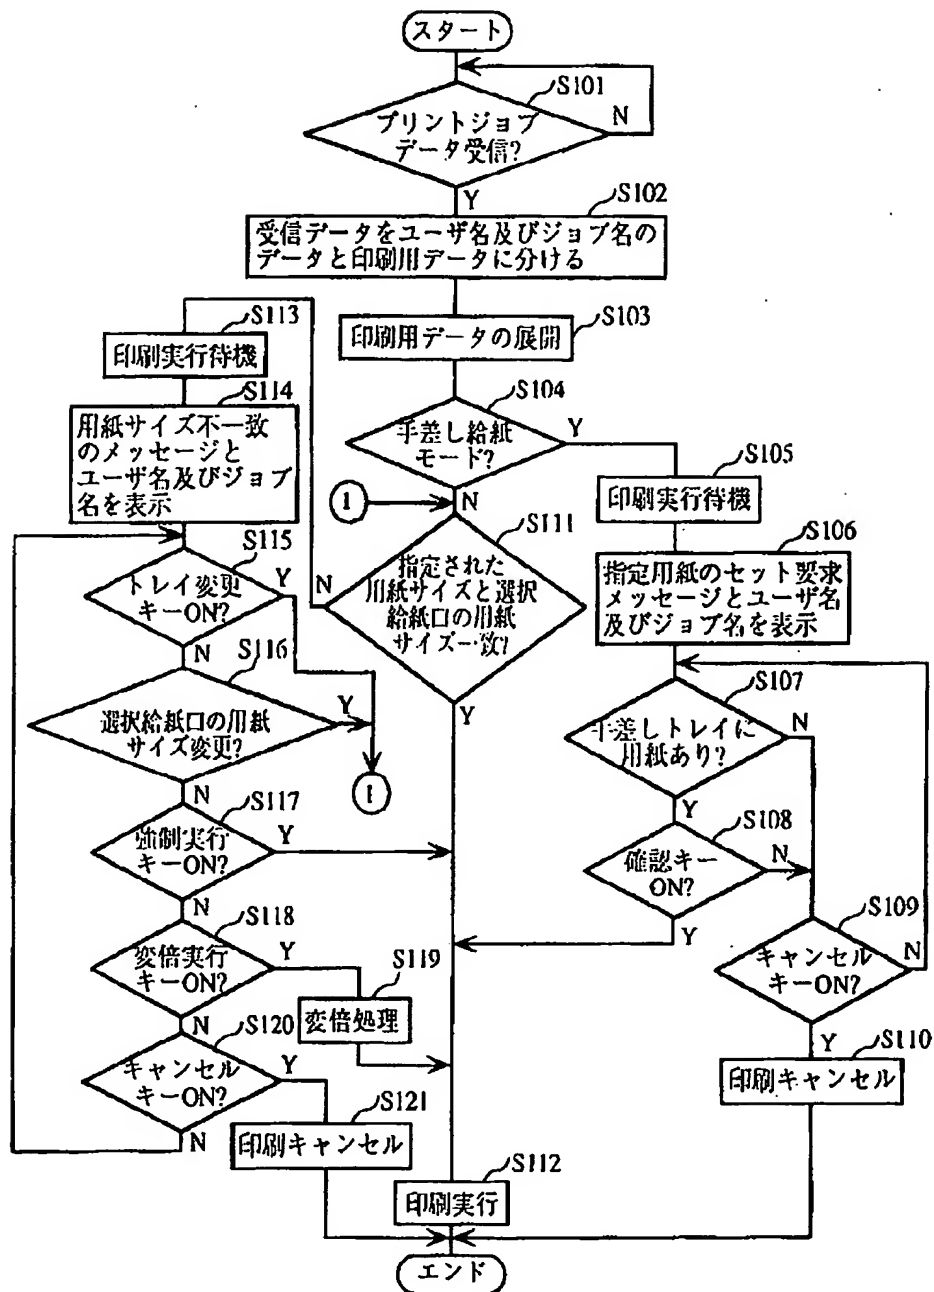 スタート
S101
プリントジョブ
データ受信?
N
Y
S102
受信データをユーザ名及びジョブ名の
データと印刷用データに分ける
S103
印刷用データの展開
S104
手差し給紙
モード?
Y
N
1
S105
印刷実行待機
S106
指定用紙のセット要求
メッセージとユーザ名
及びジョブ名を表示
S107
手差しトレイに
用紙あり?
N
Y
S108
確認キー
ON?
N
Y
S109
キャンセル
キーON?
N
Y
S110
印刷キャンセル
S111
指定された
用紙サイズと選択
給紙口の用紙
サイズ一致?
N
Y
S113
印刷実行待機
S114
用紙サイズ不一致
のメッセージと
ユーザ名及びジョブ
名を表示
S115
トレイ変更
キーON?
Y
N
S116
選択給紙口の用紙
サイズ変更?
Y
N
1
S117
強制実行
キーON?
Y
N
S118
変倍実行
キーON?
Y
N
S119
変倍処理
S120
キャンセル
キーON?
Y
N
S121
印刷キャンセル
S112
印刷実行
エンド